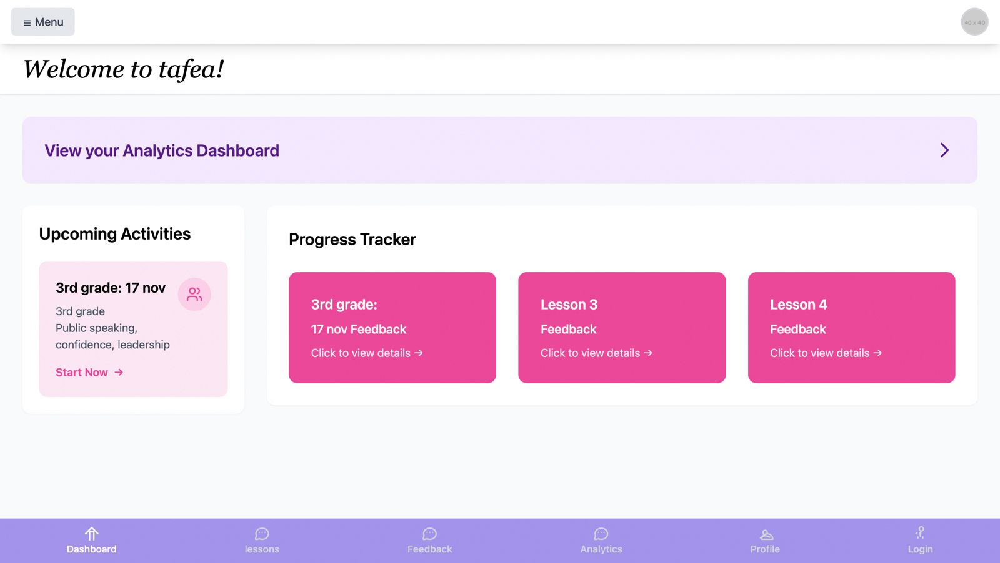 ≡ Menu
40 x 40
Welcome to tafea!
View your Analytics Dashboard
Upcoming Activities
3rd grade: 17 nov
3rd grade
Public speaking,
confidence, leadership
Start Now →
Progress Tracker
3rd grade:
17 nov Feedback
Click to view details →
Lesson 3
Feedback
Click to view details →
Lesson 4
Feedback
Click to view details →
Dashboard
lessons
Feedback
Analytics
Profile
Login